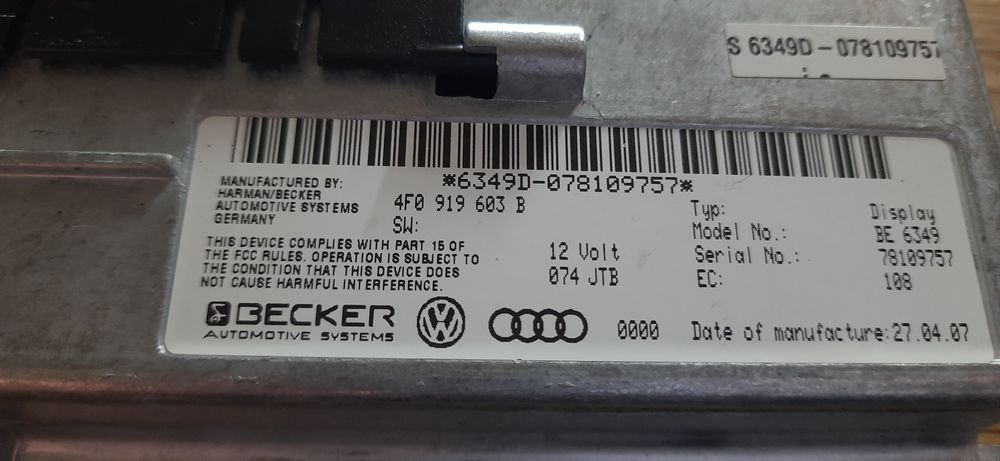 S 6349D-078109757
*6349D-078109757*
MANUFACTURED BY:
HARMAN/BECKER
AUTOMOTIVE SYSTEMS
GERMANY
4F0 919 603 B
SW:
THIS DEVICE COMPLIES WITH PART 15 OF
THE FCC RULES. OPERATION IS SUBJECT TO
THE CONDITION THAT THIS DEVICE DOES
NOT CAUSE HARMFUL INTERFERENCE.
12 Volt
074 JTB
Typ: Display
Model No.: BE 6349
Serial No.: 78109757
EC: 108
BECKER
AUTOMOTIVE SYSTEMS
0000
Date of manufacture: 27.04.07